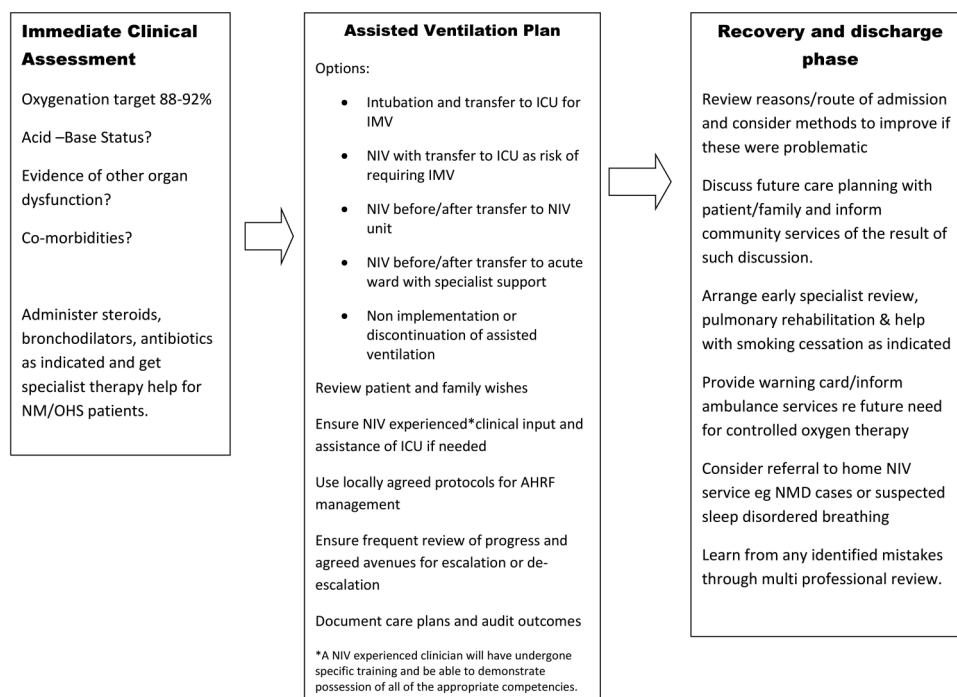 Immediate Clinical
Assessment
Oxygenation target 88-92%
Acid –Base Status?
Evidence of other organ
dysfunction?
Co-morbidities?
Administer steroids,
bronchodilators, antibiotics
as indicated and get
specialist therapy help for
NM/OHS patients.
Assisted Ventilation Plan
Options:
• Intubation and transfer to ICU for
IMV
• NIV with transfer to ICU as risk of
requiring IMV
• NIV before/after transfer to NIV
unit
• NIV before/after transfer to acute
ward with specialist support
• Non implementation or
discontinuation of assisted
ventilation
Review patient and family wishes
Ensure NIV experienced*clinical input and
assistance of ICU if needed
Use locally agreed protocols for AHRF
management
Ensure frequent review of progress and
agreed avenues for escalation or de-
escalation
Document care plans and audit outcomes
*A NIV experienced clinician will have undergone
specific training and be able to demonstrate
possession of all of the appropriate competencies.
Recovery and discharge
phase
Review reasons/route of admission
and consider methods to improve if
these were problematic
Discuss future care planning with
patient/family and inform
community services of the result of
such discussion.
Arrange early specialist review,
pulmonary rehabilitation & help
with smoking cessation as indicated
Provide warning card/inform
ambulance services re future need
for controlled oxygen therapy
Consider referral to home NIV
service eg NMD cases or suspected
sleep disordered breathing
Learn from any identified mistakes
through multi professional review.